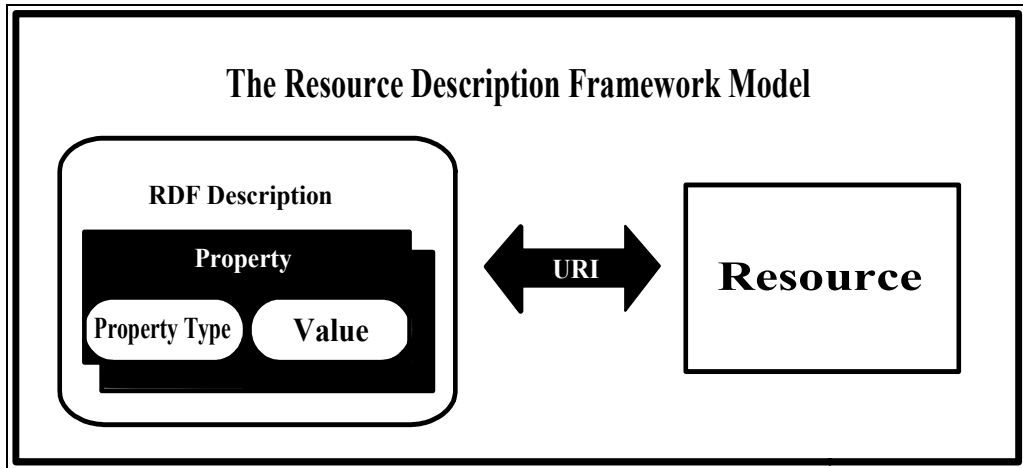 The Resource Description Framework Model
RDF Description
Property
Property Type
Value
URI
Resource